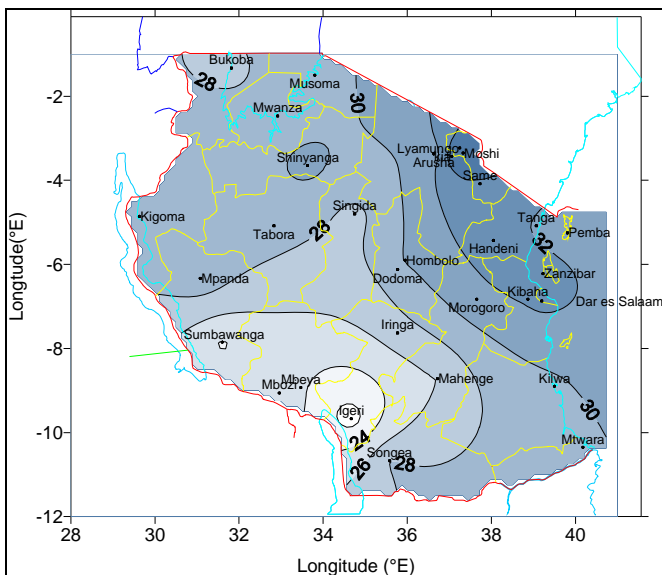 Bukoba
28
Musoma
-2
30
Mwanza
Lyamungo
Moshi
Arusha
Shinyanga
Same
-4
Singida
Kigoma
28
Tabora
Tanga
32
Pemba
Handeni
Longtude(°E)
-6
Hombolo
Mpanda
Dodoma
Zanzibar
Kibaha
Dar es Salaam
Morogoro
Iringa
Sumbawanga
-8
Mbeya
Mahenge
Kilwa
Mbozi
Igeri
30
-10
24
Mtwara
Songea
26
28
-12
28 30 32 34 36 38 40
Longitude (°E)